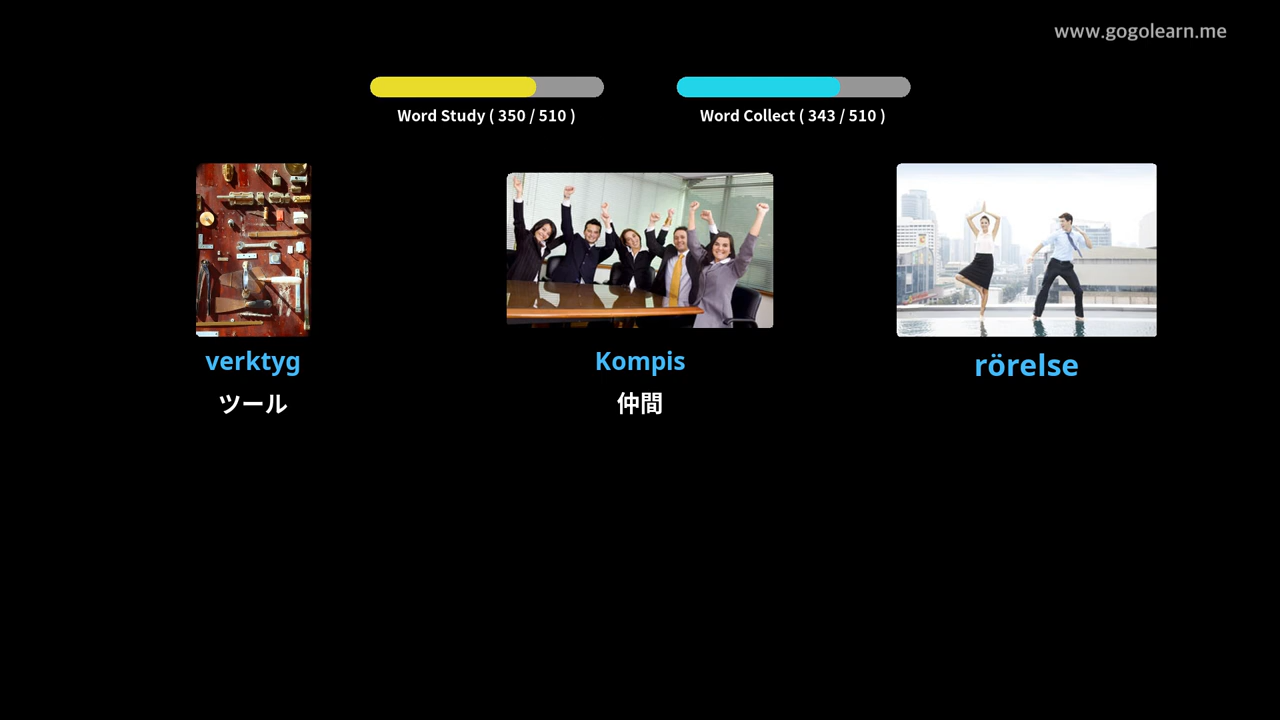 www.gogolearn.me
Word Study ( 350 / 510 )
Word Collect ( 343 / 510 )
verktyg
ツール
Kompis
仲間
rörelse